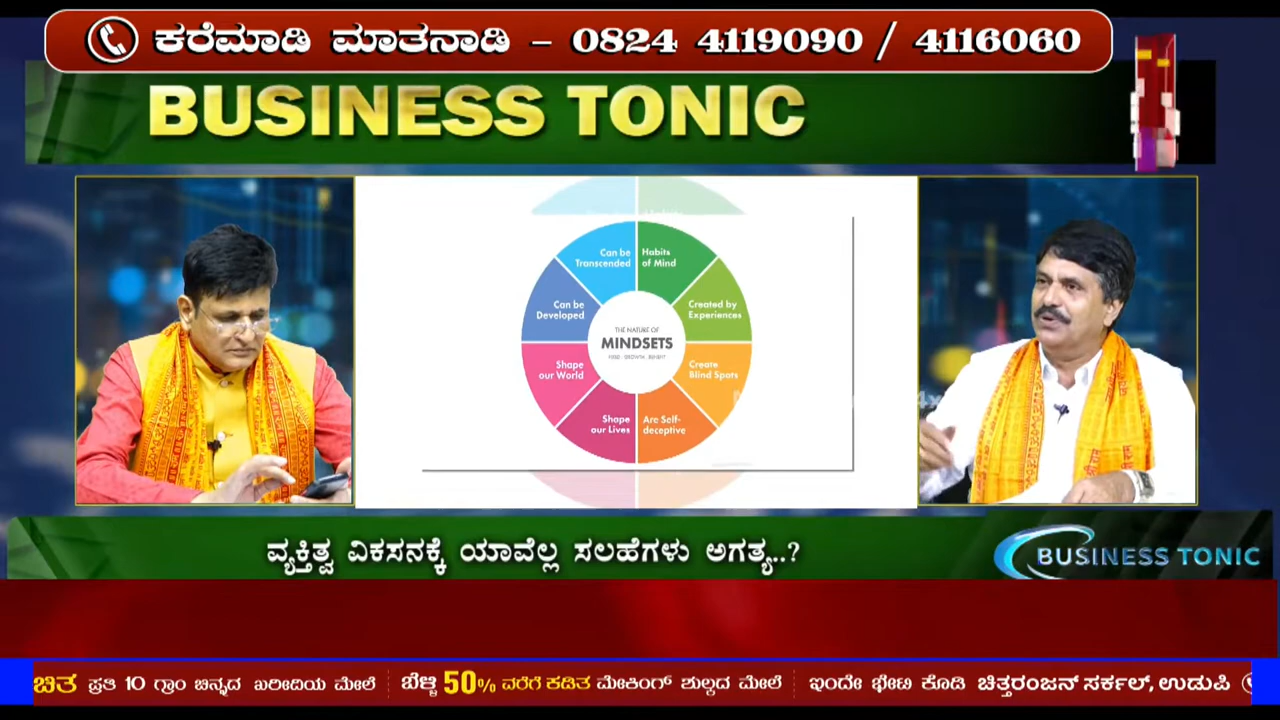 ಕರೆಮಾಡಿ ಮಾತನಾಡಿ – 0824 4119090 / 4116060
BUSINESS TONIC
Can be
Transcended
Habits
of Mind
Can be
Developed
Created by
Experiences
THE NATURE OF
MINDSETS
Shape
our World
Create
Blind Spots
Shape
our Lives
Are Self-
deceptive
ವ್ಯಕ್ತಿತ್ವ ವಿಕಸನಕ್ಕೆ ಯಾವೆಲ್ಲ ಸಲಹೆಗಳು ಅಗತ್ಯ..?
BUSINESS TONIC
ಚಿತ ಪ್ರತಿ 10 ಗ್ರಾಂ ಚಿನ್ನದ ಖರೀದಿಯ ಮೇಲೆ ಬೆಳ್ಳಿ 50% ವರೆಗೆ ಕಡಿತ ಮೇಕಿಂಗ್ ಶುಲ್ಕದ ಮೇಲೆ ಇಂದೇ ಭೇಟಿ ಕೊಡಿ ಚಿತ್ತರಂಜನ್ ಸರ್ಕಲ್, ಉಡುಪಿ